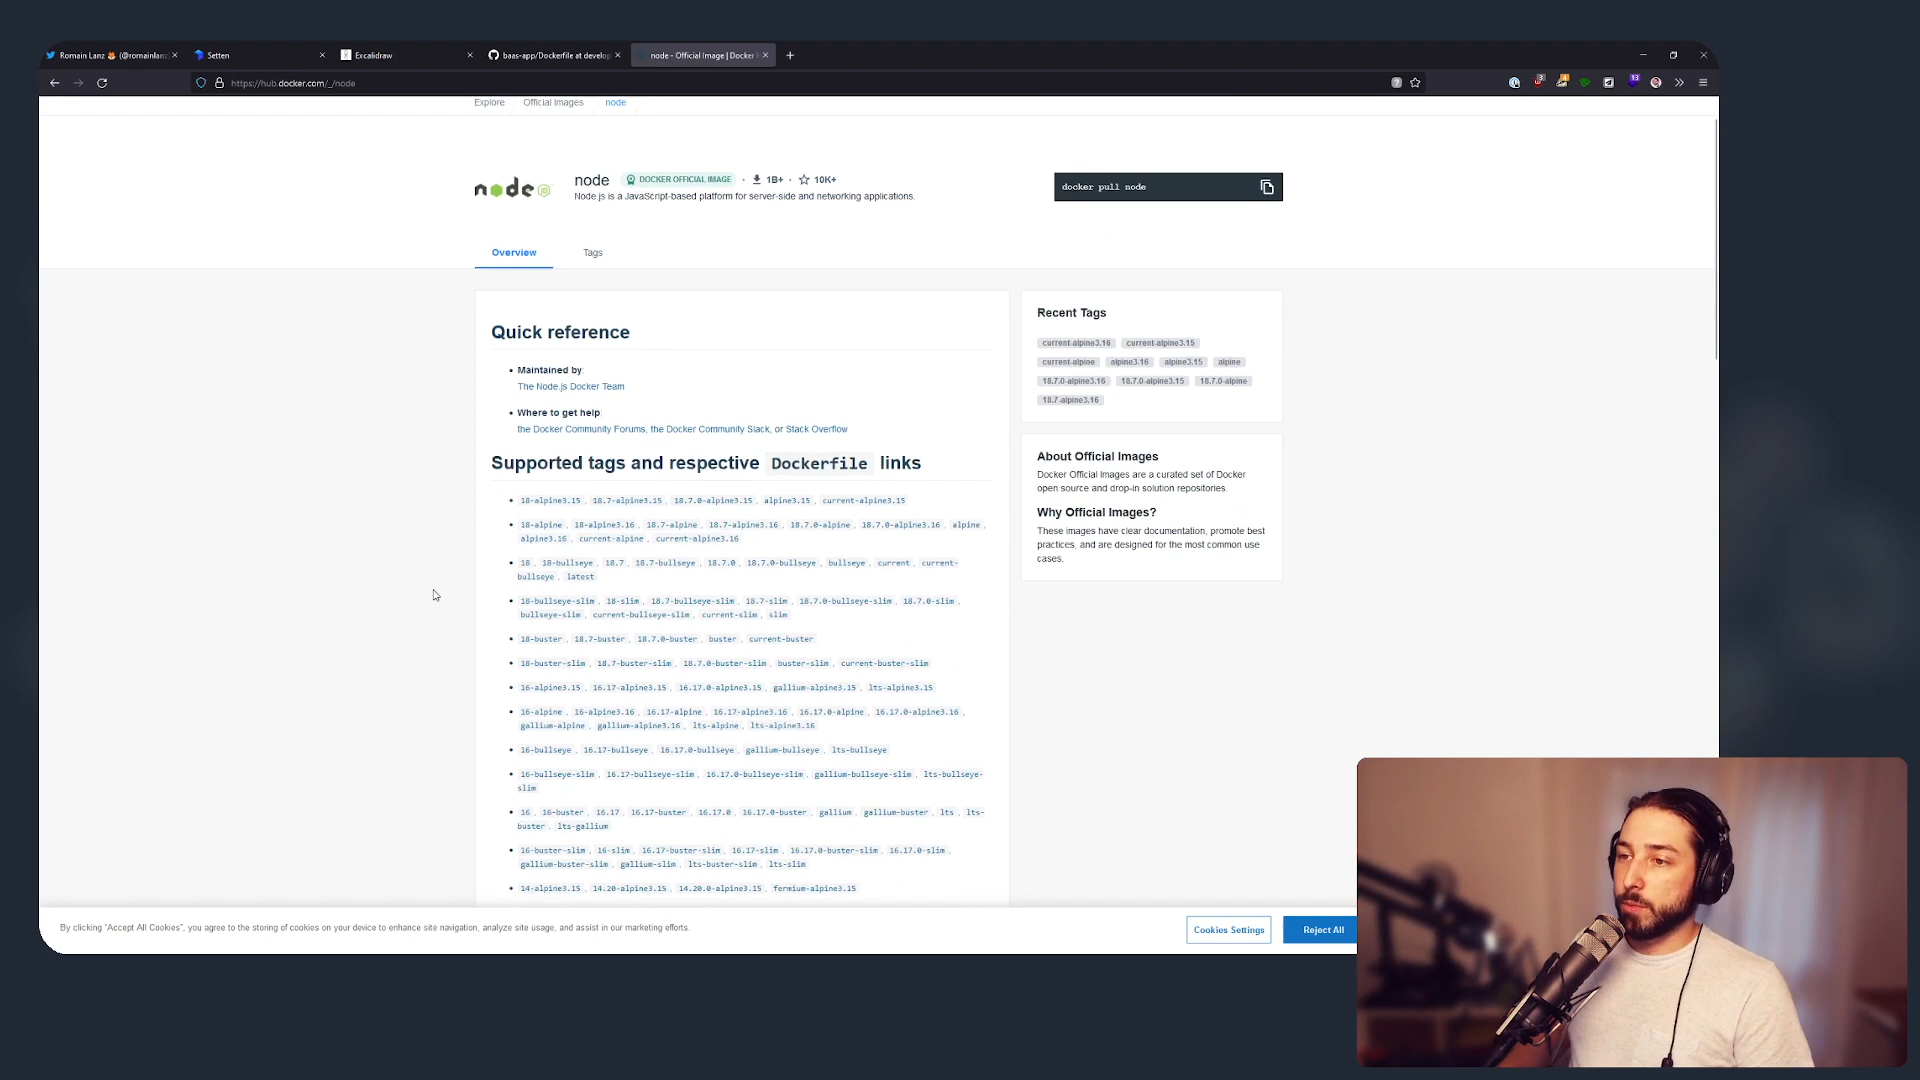 Romain Lanz 🦊 (@romainlanz
Setten
Excalidraw
baas-app/Dockerfile at develop
node - Official Image | Docker
https://hub.docker.com/_/node
Explore
Official Images
node
node
node
DOCKER OFFICIAL IMAGE
1B+
10K+
Node.js is a JavaScript-based platform for server-side and networking applications.
docker pull node
Overview
Tags
Quick reference
• Maintained by:
The Node.js Docker Team
• Where to get help:
the Docker Community Forums, the Docker Community Slack, or Stack Overflow
Supported tags and respective Dockerfile links
• 18-alpine3.15 , 18.7-alpine3.15 , 18.7.0-alpine3.15 , alpine3.15 , current-alpine3.15
• 18-alpine , 18-alpine3.16 , 18.7-alpine , 18.7-alpine3.16 , 18.7.0-alpine , 18.7.0-alpine3.16 , alpine ,
alpine3.16 , current-alpine , current-alpine3.16
• 18 , 18-bullseye , 18.7 , 18.7-bullseye , 18.7.0 , 18.7.0-bullseye , bullseye , current , current-
bullseye , latest
• 18-bullseye-slim , 18-slim , 18.7-bullseye-slim , 18.7-slim , 18.7.0-bullseye-slim , 18.7.0-slim ,
bullseye-slim , current-bullseye-slim , current-slim , slim
• 18-buster , 18.7-buster , 18.7.0-buster , buster , current-buster
• 18-buster-slim , 18.7-buster-slim , 18.7.0-buster-slim , buster-slim , current-buster-slim
• 16-alpine3.15 , 16.17-alpine3.15 , 16.17.0-alpine3.15 , gallium-alpine3.15 , lts-alpine3.15
• 16-alpine , 16-alpine3.16 , 16.17-alpine , 16.17-alpine3.16 , 16.17.0-alpine , 16.17.0-alpine3.16 ,
gallium-alpine , gallium-alpine3.16 , lts-alpine , lts-alpine3.16
• 16-bullseye , 16.17-bullseye , 16.17.0-bullseye , gallium-bullseye , lts-bullseye
• 16-bullseye-slim , 16.17-bullseye-slim , 16.17.0-bullseye-slim , gallium-bullseye-slim , lts-bullseye-
slim
• 16 , 16-buster , 16.17 , 16.17-buster , 16.17.0 , 16.17.0-buster , gallium , gallium-buster , lts , lts-
buster , lts-gallium
• 16-buster-slim , 16-slim , 16.17-buster-slim , 16.17-slim , 16.17.0-buster-slim , 16.17.0-slim ,
gallium-buster-slim , gallium-slim , lts-buster-slim , lts-slim
• 14-alpine3.15 , 14.20-alpine3.15 , 14.20.0-alpine3.15 , fermium-alpine3.15
Recent Tags
current-alpine3.16 current-alpine3.15
current-alpine alpine3.16 alpine3.15 alpine
18.7.0-alpine3.16 18.7.0-alpine3.15 18.7.0-alpine
18.7-alpine3.16
About Official Images
Docker Official Images are a curated set of Docker
open source and drop-in solution repositories.
Why Official Images?
These images have clear documentation, promote best
practices, and are designed for the most common use
cases.
By clicking "Accept All Cookies", you agree to the storing of cookies on your device to enhance site navigation, analyze site usage, and assist in our marketing efforts.
Cookies Settings
Reject All